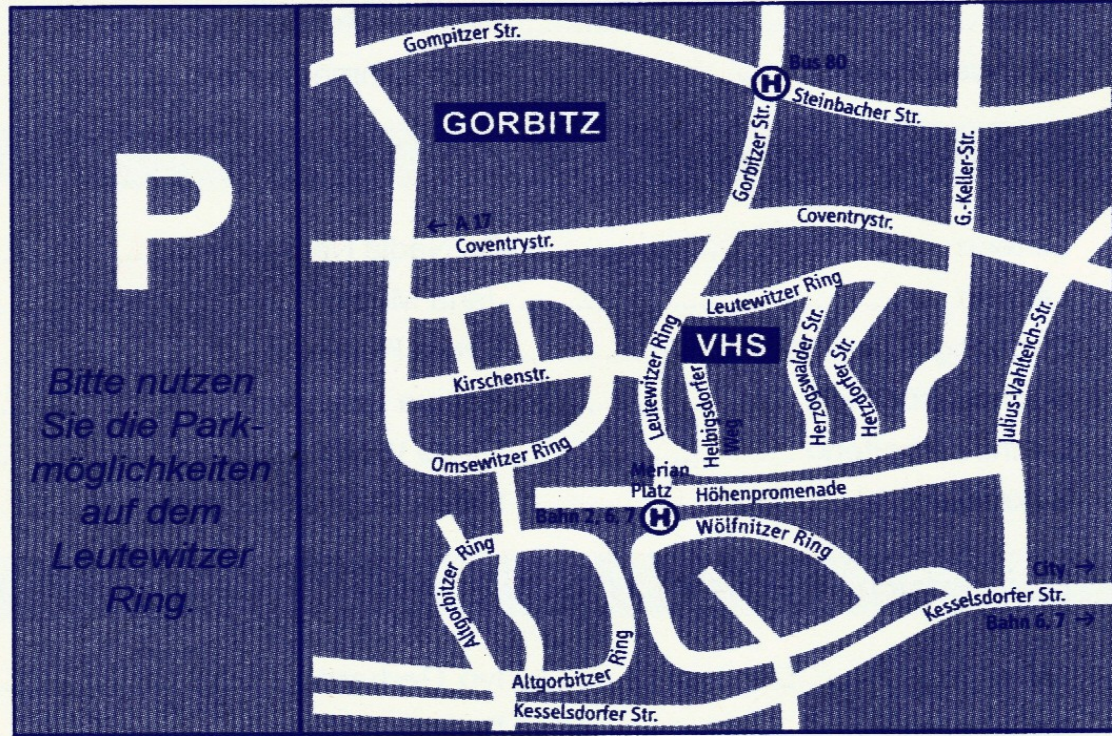 P
Bitte nutzen
Sie die Park-
möglichkeiten
auf dem
Leutewitzer
Ring.
Gompitzer Str.
Bus 80
H
Steinbacher Str.
GORBITZ
Gorbitzer Str.
G.-Keller-Str.
← A 17
Coventrystr.
Coventrystr.
Leutewitzer Ring
VHS
Leutewitzer Ring
Kirschenstr.
Helbigsdorfer
Weg
Herzogswalder Str.
Hetzdorfer Str.
Julius-Vahlteich-Str.
Omsewitzer Ring
Merian
Platz
Höhenpromenade
Bahn 2, 6, 7
H
Wölfnitzer Ring
Altgorbitzer Ring
City →
Kesselsdorfer Str.
Bahn 6, 7 →
Altgorbitzer Ring
Kesselsdorfer Str.